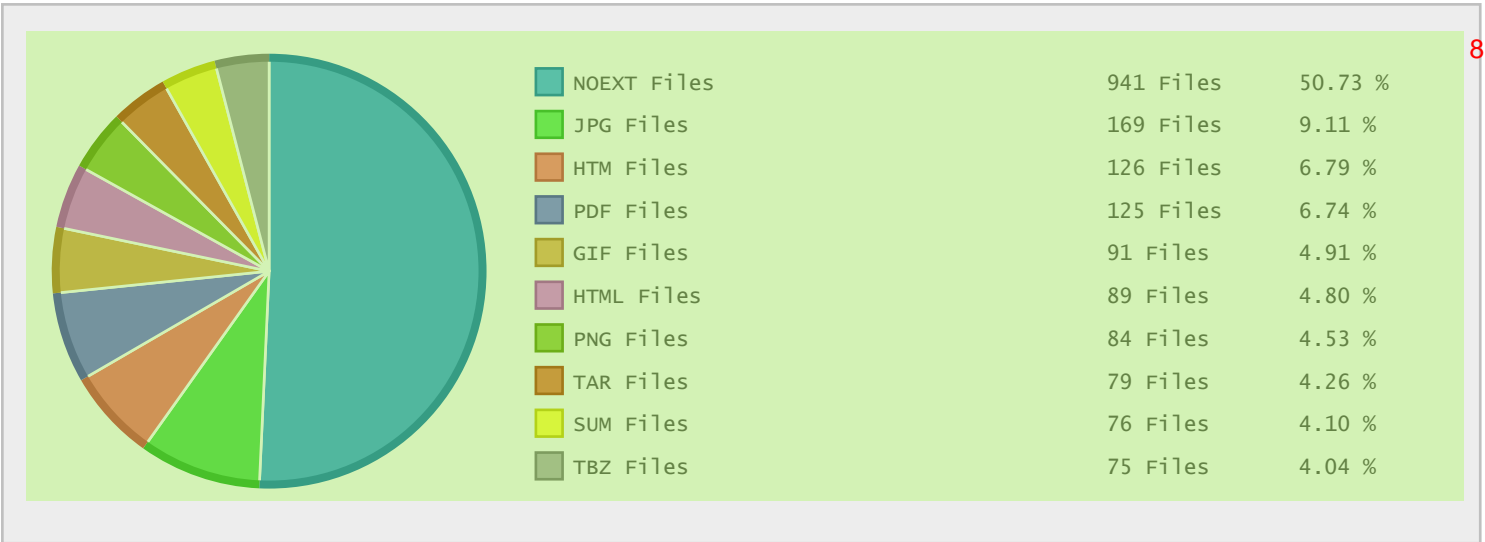 8
NOEXT Files 941 Files 50.73 %
JPG Files 169 Files 9.11 %
HTM Files 126 Files 6.79 %
PDF Files 125 Files 6.74 %
GIF Files 91 Files 4.91 %
HTML Files 89 Files 4.80 %
PNG Files 84 Files 4.53 %
TAR Files 79 Files 4.26 %
SUM Files 76 Files 4.10 %
TBZ Files 75 Files 4.04 %